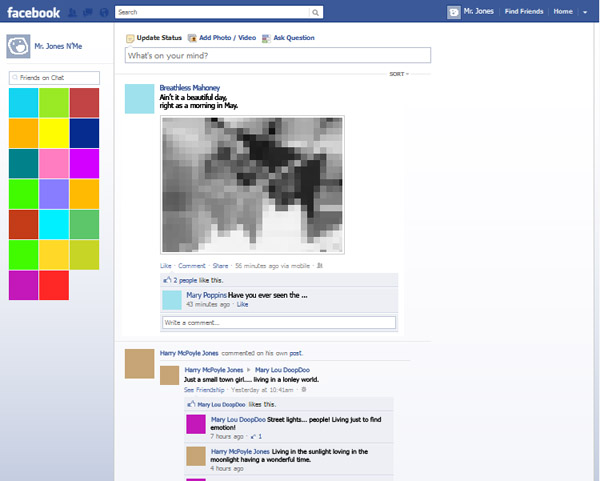 facebook
Search
Mr. Jones
Find Friends
Home
Mr. Jones N'Me
Friends on Chat
Update Status Add Photo / Video Ask Question
What's on your mind?
SORT
Breathless Mahoney
Ain't it a beautiful day,
right as a morning in May.
Like · Comment · Share · 56 minutes ago via mobile ·
2 people like this.
Mary Poppins Have you ever seen the ...
43 minutes ago · Like
Write a comment...
Harry McPoyle Jones commented on his own post.
Harry McPoyle Jones Mary Lou DoopDoo
Just a small town girl.... living in a lonley world.
See Friendship · Yesterday at 10:41am ·
Mary Lou DoopDoo likes this.
Mary Lou DoopDoo Street lights... people! Living just to find
emotion!
7 hours ago · 1
Harry McPoyle Jones Living in the sunlight loving in the
moonlight having a wonderful time.
4 hours ago